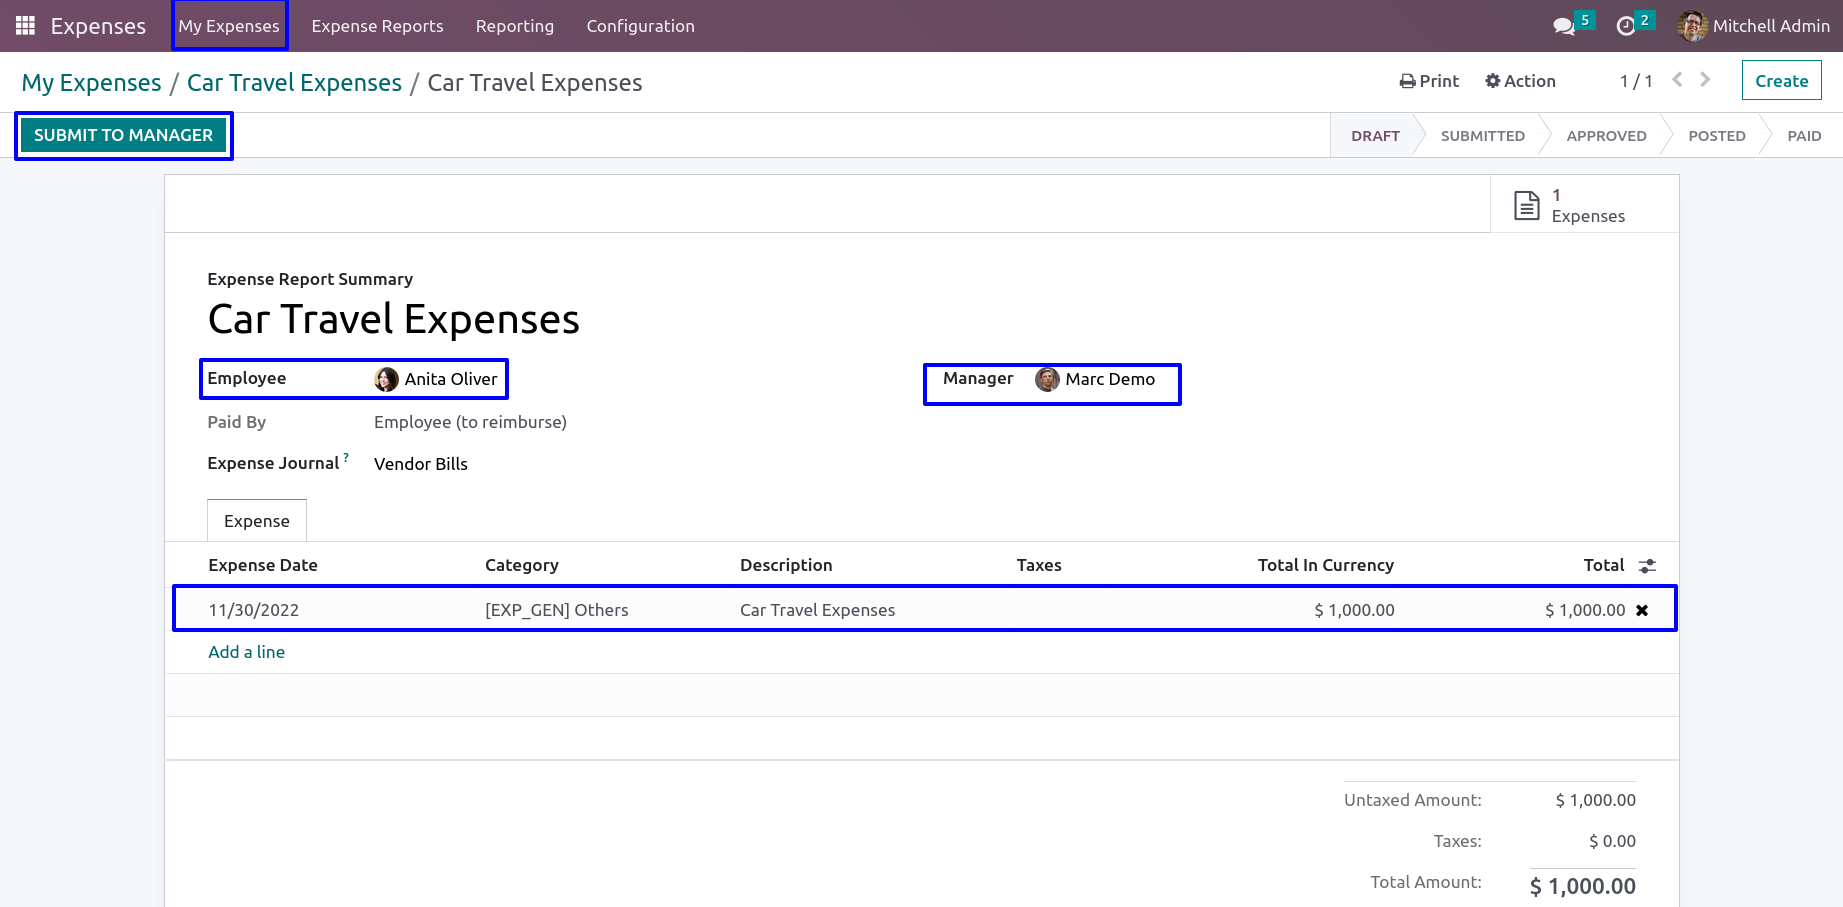 Expenses My Expenses Expense Reports Reporting Configuration 5 2 Mitchell Admin
My Expenses / Car Travel Expenses / Car Travel Expenses Print Action 1 / 1 Create
SUBMIT TO MANAGER DRAFT SUBMITTED APPROVED POSTED PAID
1
Expenses
Expense Report Summary
Car Travel Expenses
Employee Anita Oliver Manager Marc Demo
Paid By Employee (to reimburse)
Expense Journal ? Vendor Bills
Expense
Expense Date Category Description Taxes Total In Currency Total
11/30/2022 [EXP_GEN] Others Car Travel Expenses $ 1,000.00 $ 1,000.00
Add a line
Untaxed Amount: $ 1,000.00
Taxes: $ 0.00
Total Amount: $ 1,000.00